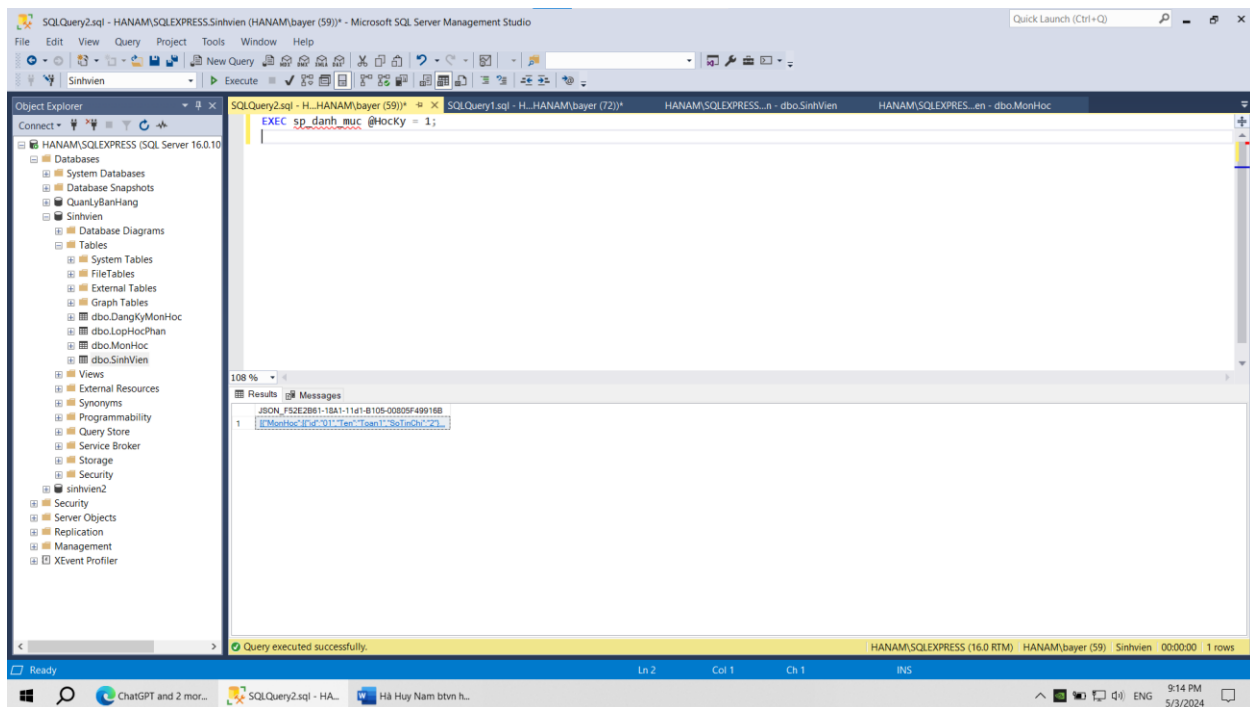 SQLQuery2.sql - HANAM\SQLEXPRESS.Sinhvien (HANAM\bayer (59))* - Microsoft SQL Server Management Studio
Quick Launch (Ctrl+Q)
File Edit View Query Project Tools Window Help
New Query
Sinhvien
Execute
Object Explorer
SQLQuery2.sql - H...HANAM\bayer (59))*
SQLQuery1.sql - H...HANAM\bayer (72))*
HANAM\SQLEXPRESS...n - dbo.SinhVien
HANAM\SQLEXPRES...en - dbo.MonHoc
Connect
HANAM\SQLEXPRESS (SQL Server 16.0.10
Databases
System Databases
Database Snapshots
QuanLyBanHang
Sinhvien
Database Diagrams
Tables
System Tables
FileTables
External Tables
Graph Tables
dbo.DangKyMonHoc
dbo.LopHocPhan
dbo.MonHoc
dbo.SinhVien
Views
External Resources
Synonyms
Programmability
Query Store
Service Broker
Storage
Security
sinhvien2
Security
Server Objects
Replication
Management
XEvent Profiler
EXEC sp_danh_muc @HocKy = 1;
108 %
Results Messages
JSON_F52E2B61-18A1-11d1-B105-00805F49916B
1 [{"MonHoc":[{"id":"01","Ten":"Toan1","SoTinChi":"2"}...
Query executed successfully.
HANAM\SQLEXPRESS (16.0 RTM) HANAM\bayer (59) Sinhvien 00:00:00 1 rows
Ready Ln 2 Col 1 Ch 1 INS
ChatGPT and 2 mor... SQLQuery2.sql - HA... Hà Huy Nam btvn h...
ENG
9:14 PM
5/3/2024